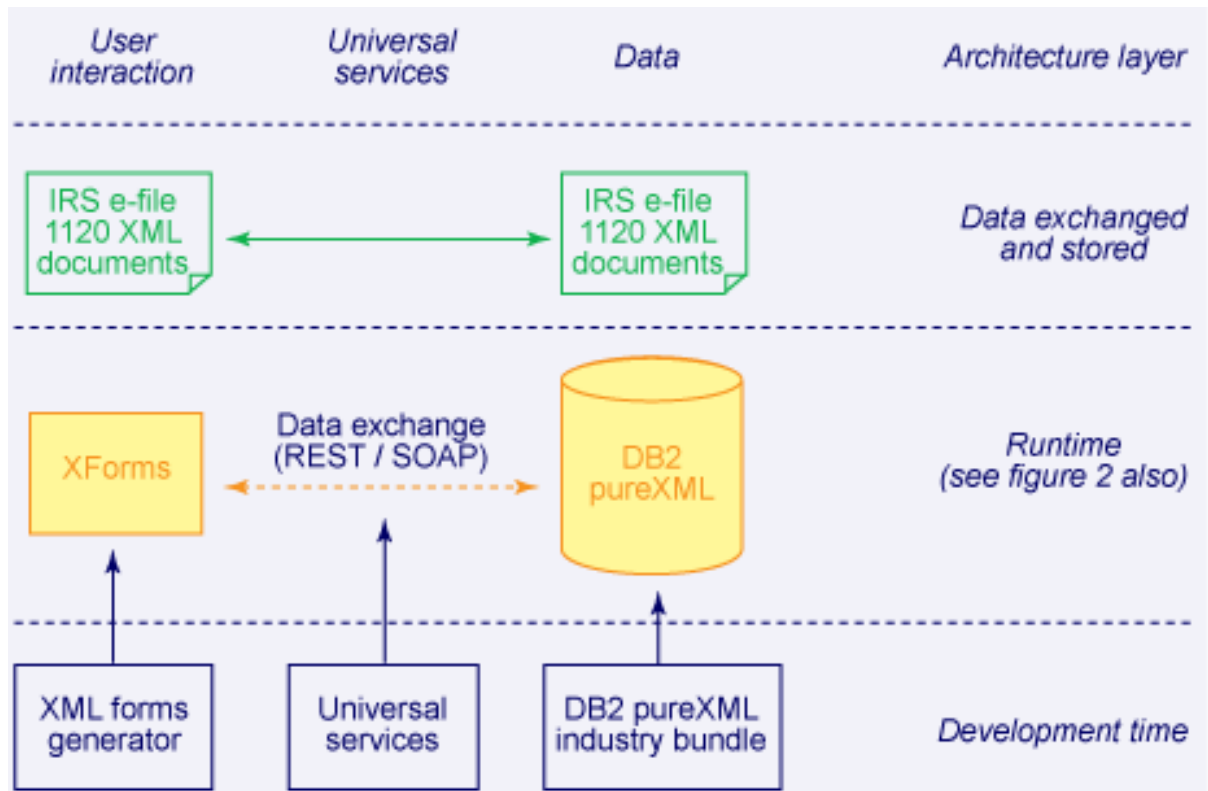 User
interaction
Universal
services
Data
Architecture layer
IRS e-file
1120 XML
documents
IRS e-file
1120 XML
documents
Data exchanged
and stored
XForms
Data exchange
(REST / SOAP)
DB2
pureXML
Runtime
(see figure 2 also)
XML forms
generator
Universal
services
DB2 pureXML
industry bundle
Development time